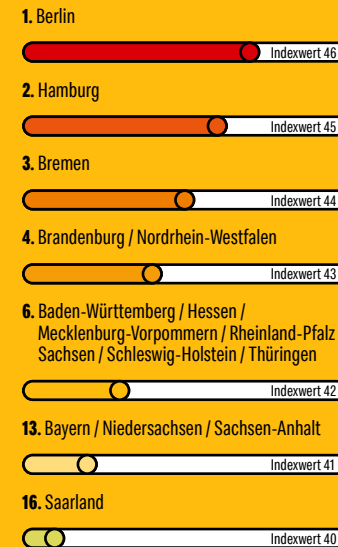 1. Berlin
Indexwert 46
2. Hamburg
Indexwert 45
3. Bremen
Indexwert 44
4. Brandenburg / Nordrhein-Westfalen
Indexwert 43
6. Baden-Württemberg / Hessen /
Mecklenburg-Vorpommern / Rheinland-Pfalz
Sachsen / Schleswig-Holstein / Thüringen
Indexwert 42
13. Bayern / Niedersachsen / Sachsen-Anhalt
Indexwert 41
16. Saarland
Indexwert 40